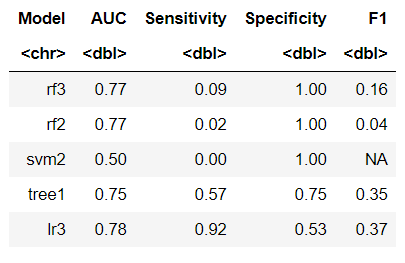 Model AUC Sensitivity Specificity F1
<chr> <dbl> <dbl> <dbl> <dbl>
rf3 0.77 0.09 1.00 0.16
rf2 0.77 0.02 1.00 0.04
svm2 0.50 0.00 1.00 NA
tree1 0.75 0.57 0.75 0.35
lr3 0.78 0.92 0.53 0.37